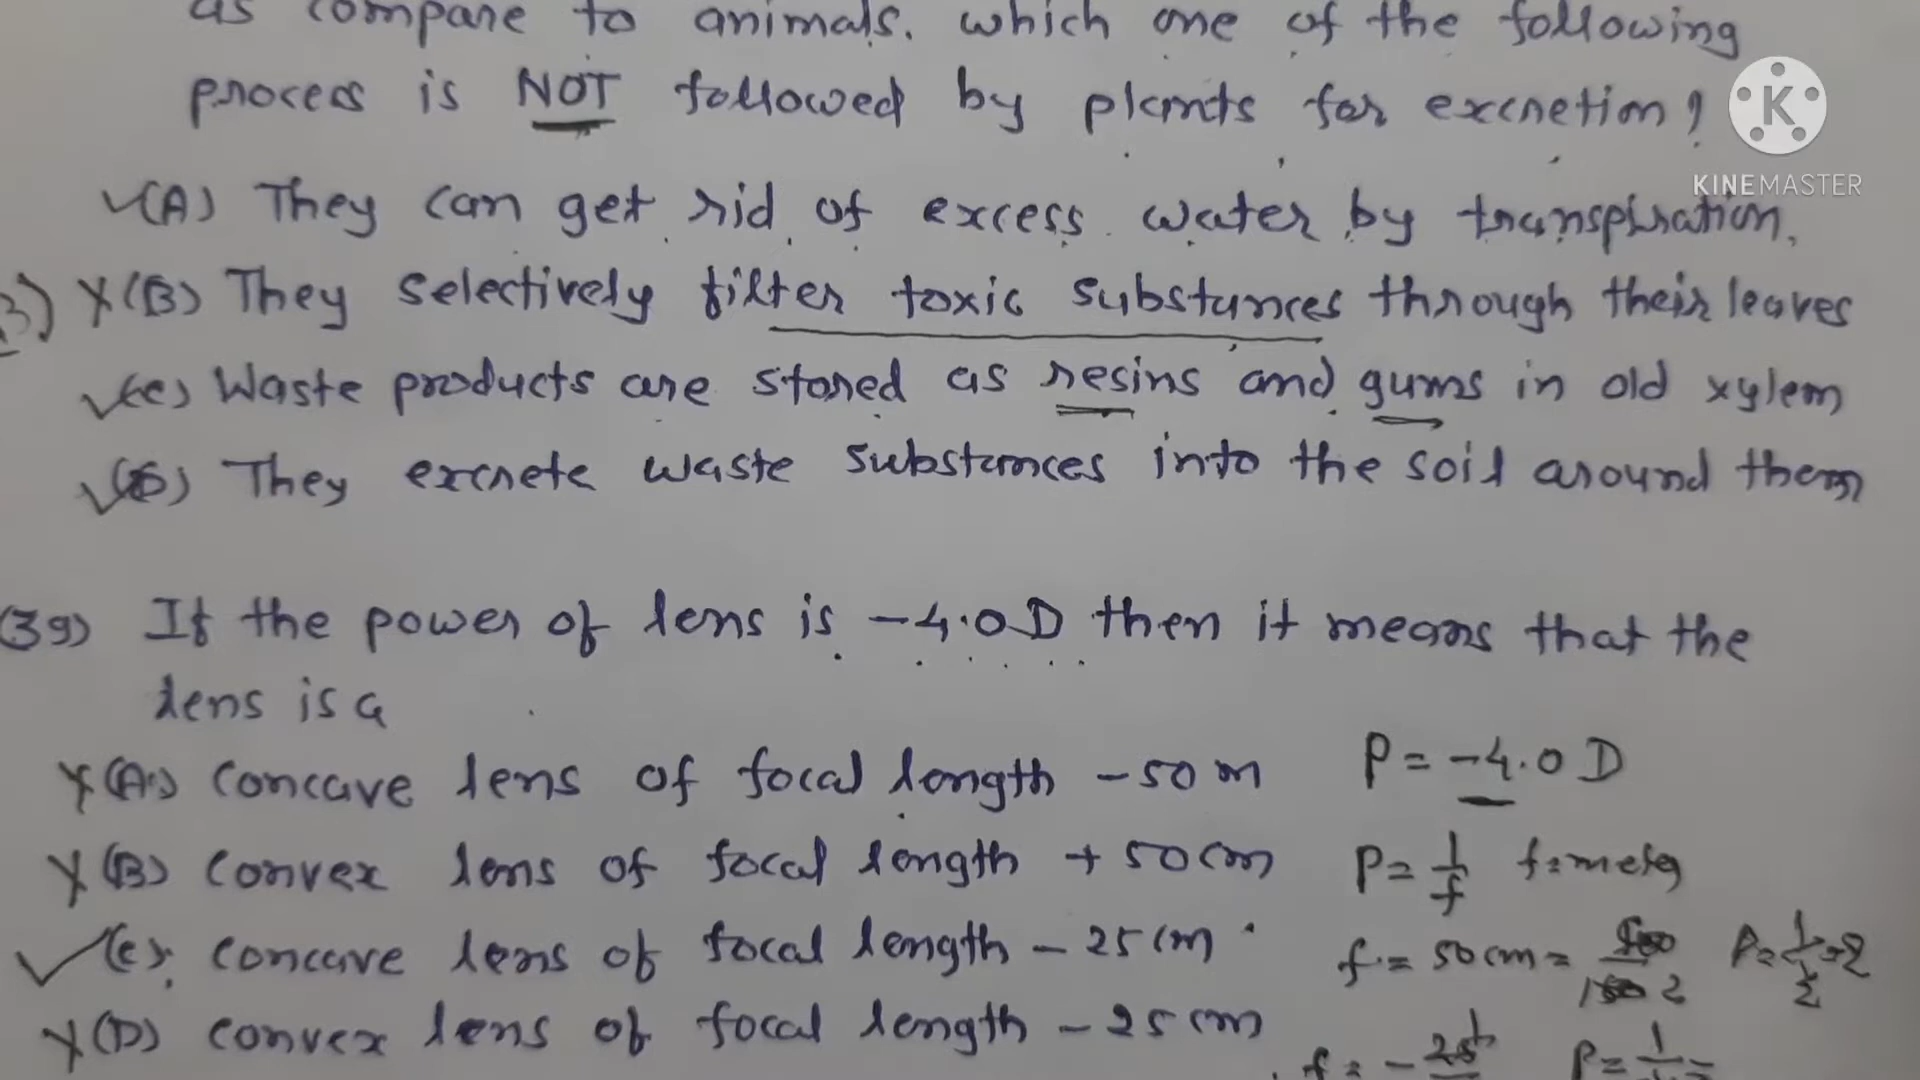 as compare to animals. which one of the following
process is NOT followed by plants for excretion?
K
KINEMASTER
(A) They can get rid of excess water by transpiration.
B) X (B) They selectively filter toxic substances through their leaves
(C) Waste products are stored as resins and gums in old xylem
(D) They excrete waste substances into the soil around them
(39) If the power of lens is -4.0D then it means that the
lens is a
X (A) concave lens of focal length -50 m
P = -4.0 D
X (B) convex lens of focal length +50 cm
P = 1/f f = meter
(C) concave lens of focal length -25 cm
f = 50 cm =
X (D) convex lens of focal length -25 cm
f = - 25
P = 1